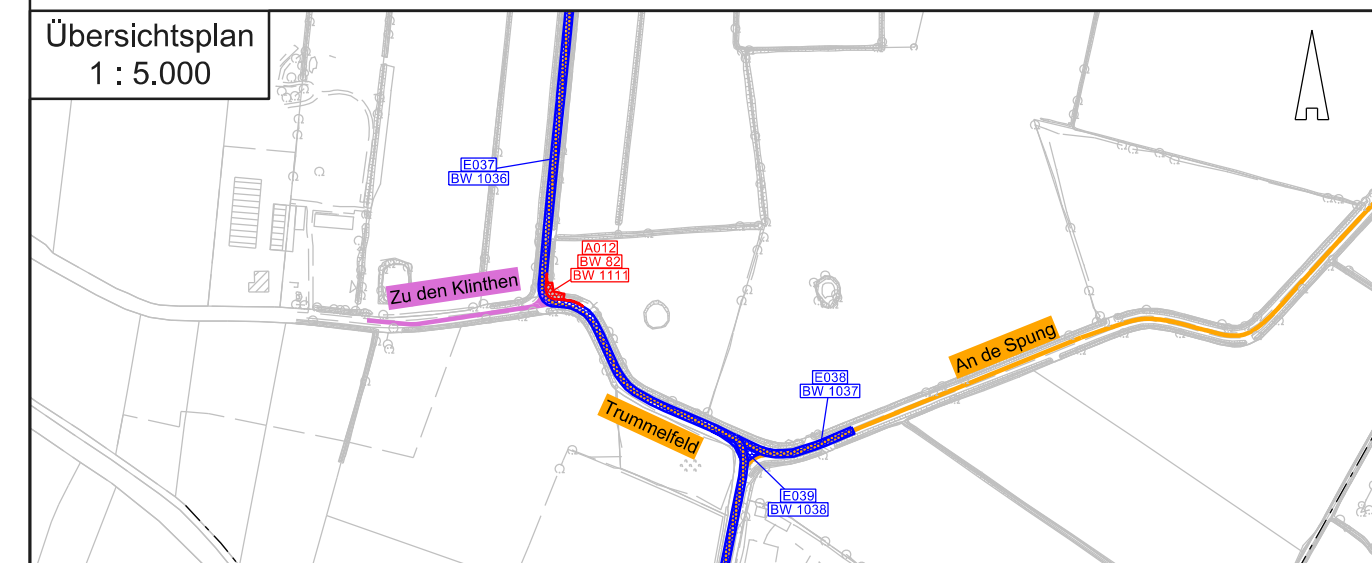 Übersichtsplan
1 : 5.000
E037
BW 1036
A012
BW 82
BW 1111
Zu den Klinthen
An de Spung
E038
BW 1037
Trummelfeld
E039
BW 1038